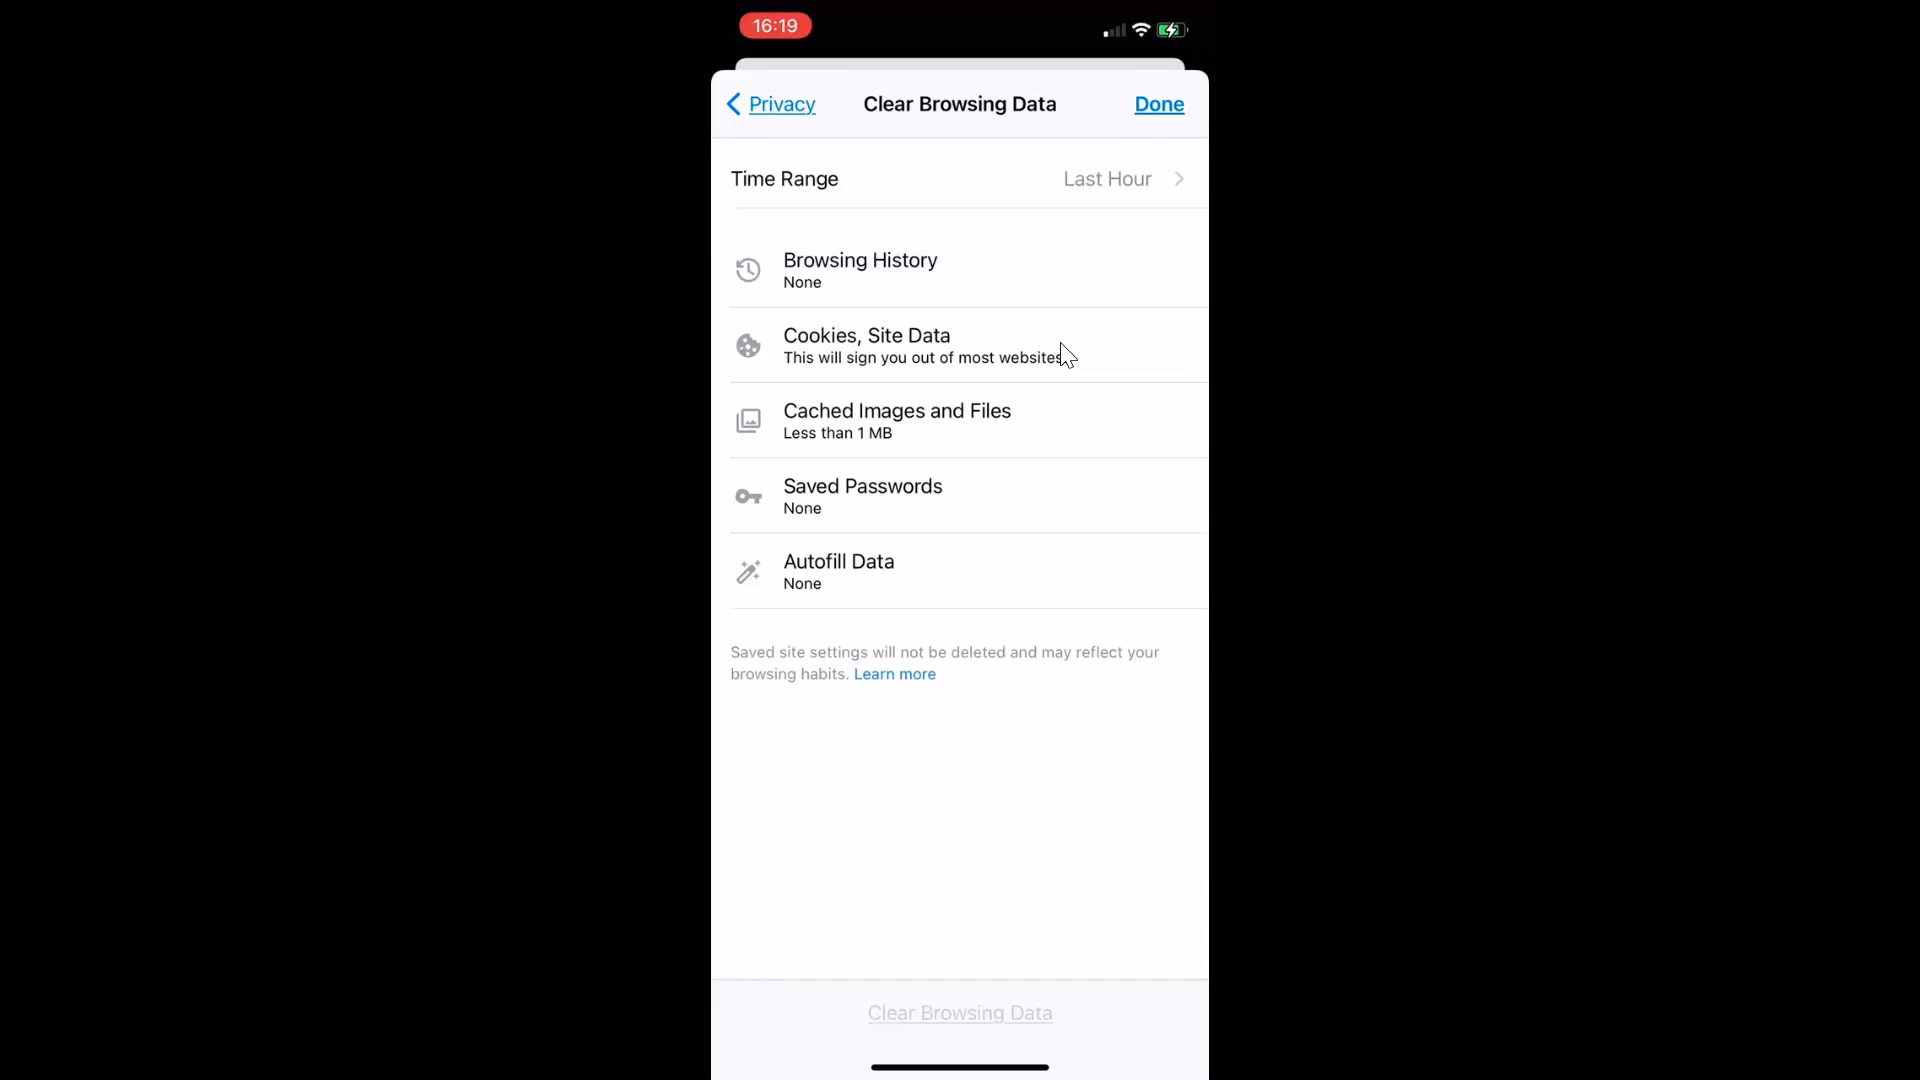 16:19
Privacy
Clear Browsing Data
Done
Time Range
Last Hour
Browsing History
None
Cookies, Site Data
This will sign you out of most websites
Cached Images and Files
Less than 1 MB
Saved Passwords
None
Autofill Data
None
Saved site settings will not be deleted and may reflect your
browsing habits. Learn more
Clear Browsing Data